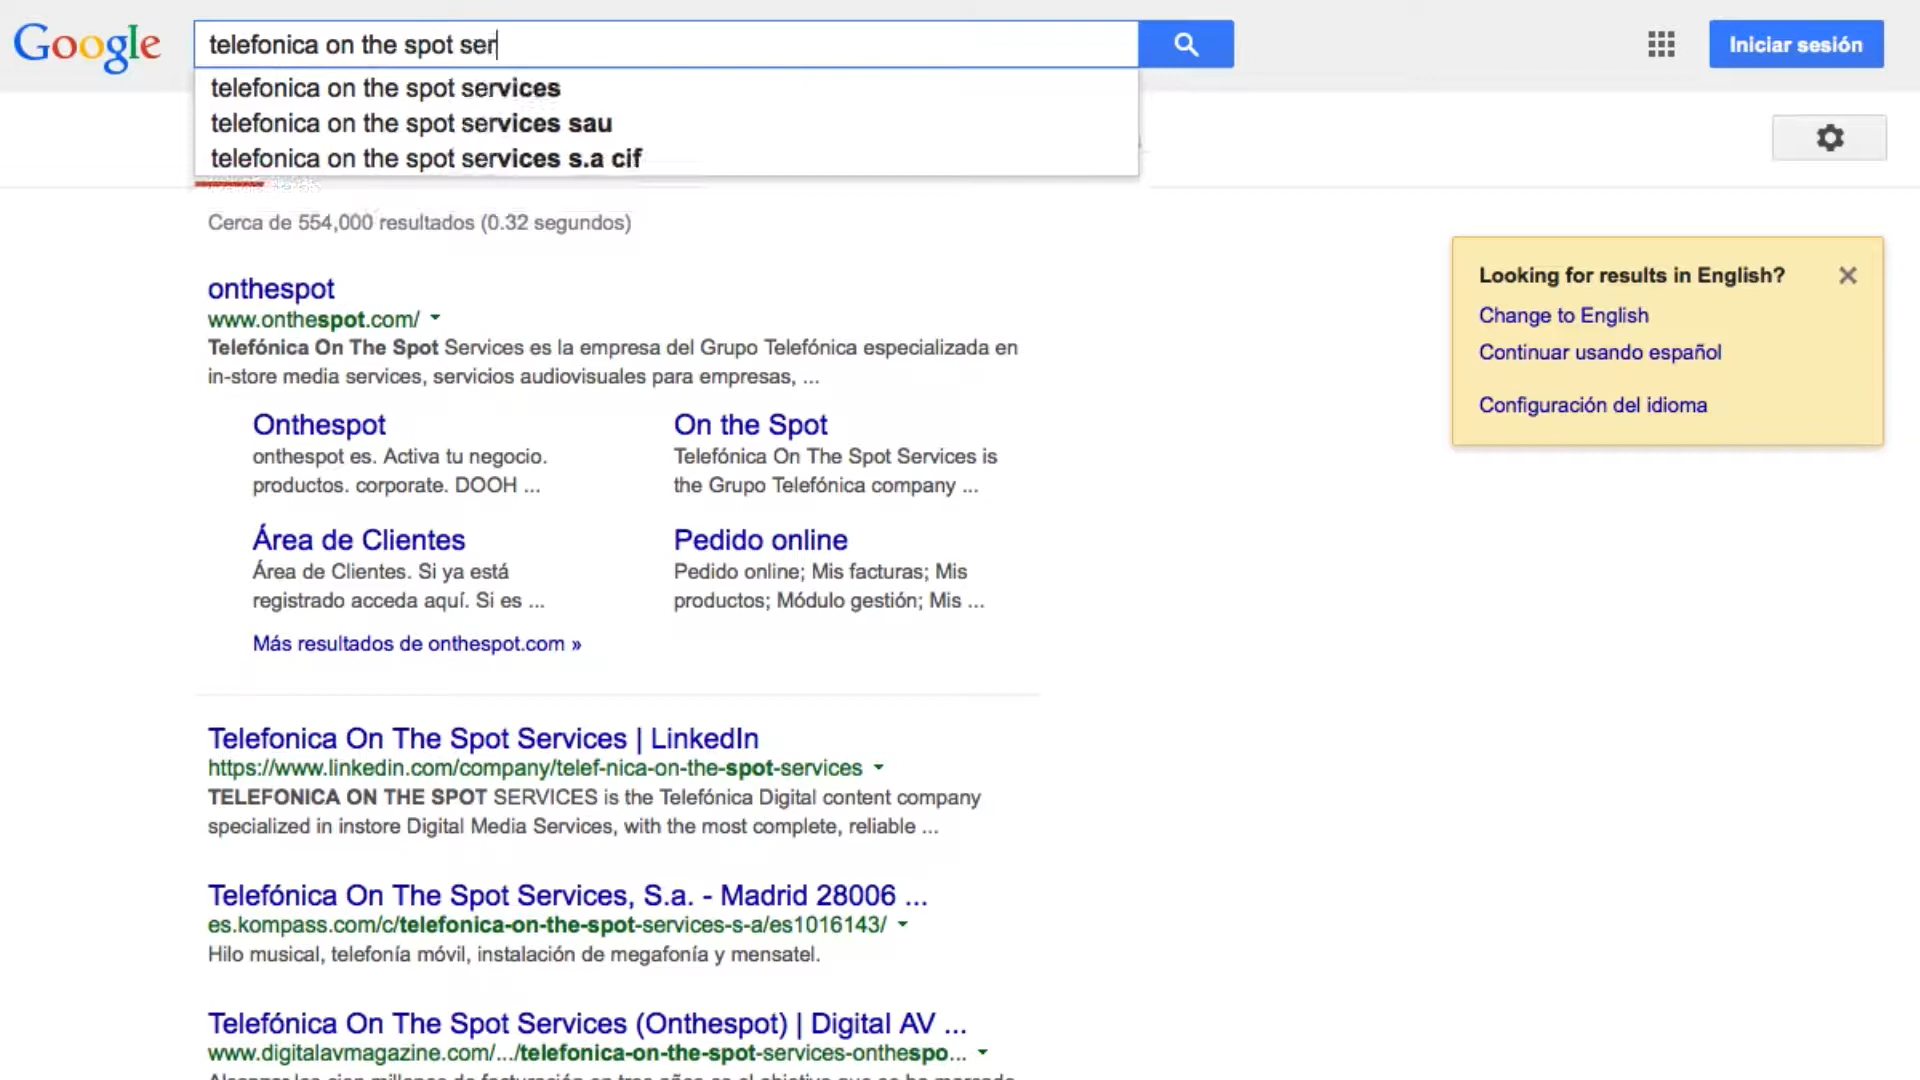 Google
telefonica on the spot ser
Iniciar sesión
telefonica on the spot services
telefonica on the spot services sau
telefonica on the spot services s.a cif
Cerca de 554,000 resultados (0.32 segundos)
Looking for results in English?
Change to English
Continuar usando español
Configuración del idioma
onthespot
www.onthespot.com/
Telefónica On The Spot Services es la empresa del Grupo Telefónica especializada en
in-store media services, servicios audiovisuales para empresas, ...
Onthespot
onthespot es. Activa tu negocio.
productos. corporate. DOOH ...
On the Spot
Telefónica On The Spot Services is
the Grupo Telefónica company ...
Área de Clientes
Área de Clientes. Si ya está
registrado acceda aquí. Si es ...
Pedido online
Pedido online; Mis facturas; Mis
productos; Módulo gestión; Mis ...
Más resultados de onthespot.com »
Telefonica On The Spot Services | LinkedIn
https://www.linkedin.com/company/telef-nica-on-the-spot-services
TELEFONICA ON THE SPOT SERVICES is the Telefónica Digital content company
specialized in instore Digital Media Services, with the most complete, reliable ...
Telefónica On The Spot Services, S.a. - Madrid 28006 ...
es.kompass.com/c/telefonica-on-the-spot-services-s-a/es1016143/
Hilo musical, telefonía móvil, instalación de megafonía y mensatel.
Telefónica On The Spot Services (Onthespot) | Digital AV ...
www.digitalavmagazine.com/.../telefonica-on-the-spot-services-onthespo...